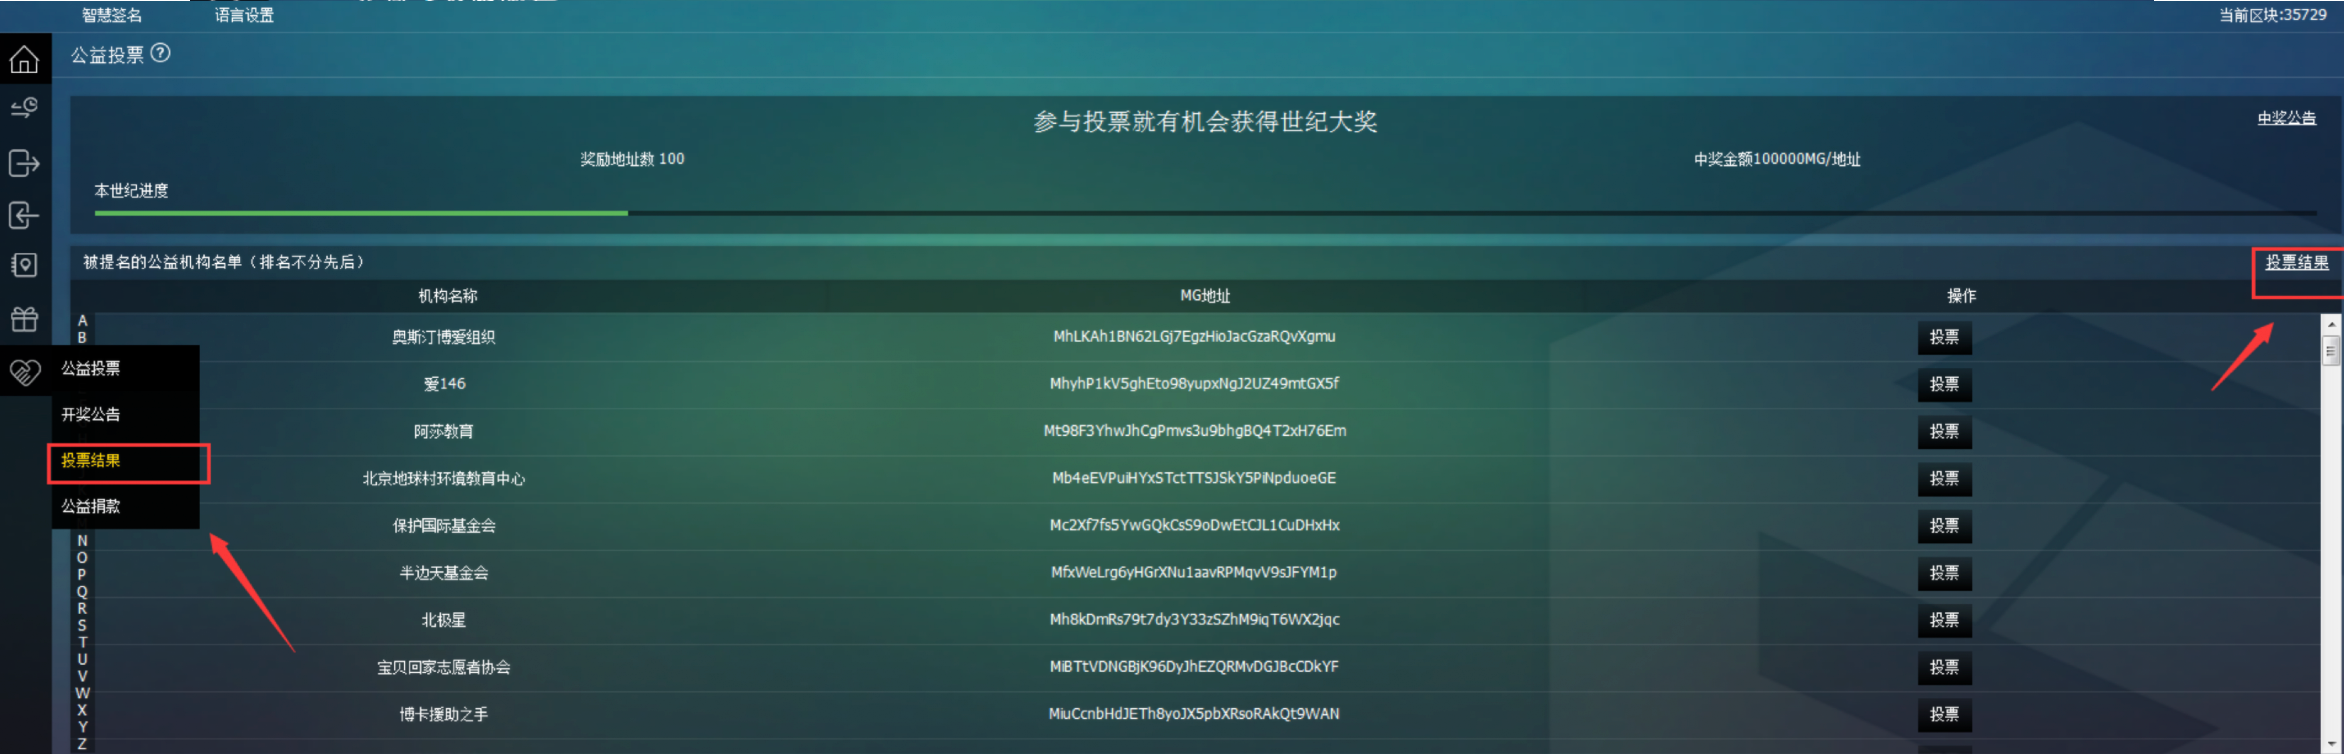 智慧签名 语言设置 当前区块:35729
公益投票 ?
参与投票就有机会获得世纪大奖 中奖公告
奖励地址数 100 中奖金额100000MG/地址
本世纪进度
被提名的公益机构名单（排名不分先后） 投票结果
机构名称 MG地址 操作
A
B
奥斯汀博爱组织 MhLKAh1BN62LGj7EgzHioJacGzaRQvXgmu 投票
公益投票
爱146 MhyhP1kV5ghEto98yupxNgJ2UZ49mtGX5f 投票
开奖公告
阿莎教育 Mt98F3YhwJhCgPmvs3u9bhgBQ4T2xH76Em 投票
投票结果
北京地球村环境教育中心 Mb4eEVPuiHYxSTctTTSJSkY5PiNpduoeGE 投票
公益捐款
保护国际基金会 Mc2Xf7fs5YwGQkCsS9oDwEtCJL1CuDHxHx 投票
N
O
P
半边天基金会 MfxWeLrg6yHGrXNu1aavRPMqvV9sJFYM1p 投票
Q
R
S
北极星 Mh8kDmRs79t7dy3Y33zSZhM9iqT6WX2jqc 投票
T
U
V
宝贝回家志愿者协会 MiBTtVDNGBjK96DyJhEZQRMvDGJBcCDkYF 投票
W
X
Y
博卡援助之手 MiuCcnbHdJETh8yoJX5pbXRsoRAkQt9WAN 投票
Z